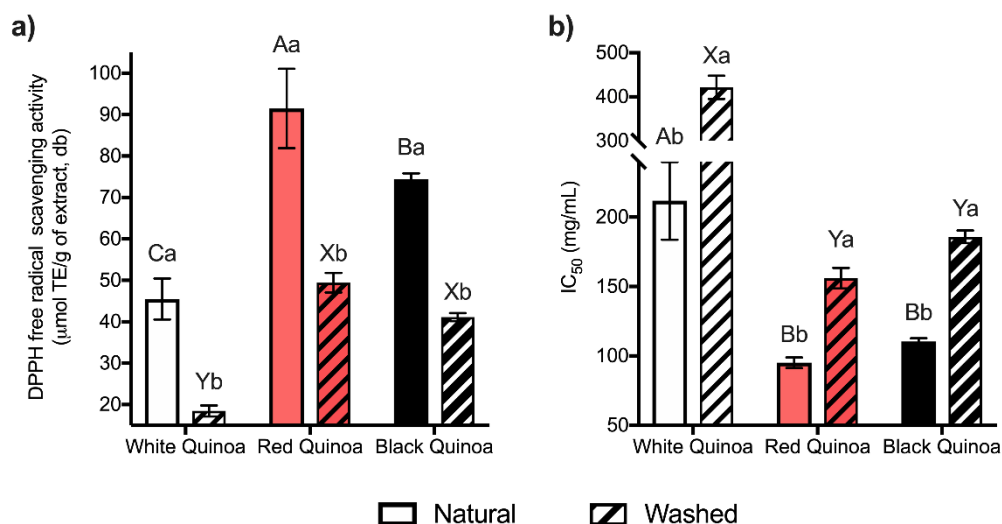 a)
DPPH free radical scavenging activity
(μmol TE/g of extract, db)
100
90
80
70
60
50
40
30
20
Ca
Yb
Aa
Xb
Ba
Xb
White Quinoa
Red Quinoa
Black Quinoa
b)
IC50 (mg/mL)
500
400
300
200
150
100
50
Ab
Xa
Bb
Ya
Bb
Ya
White Quinoa
Red Quinoa
Black Quinoa
Natural
Washed